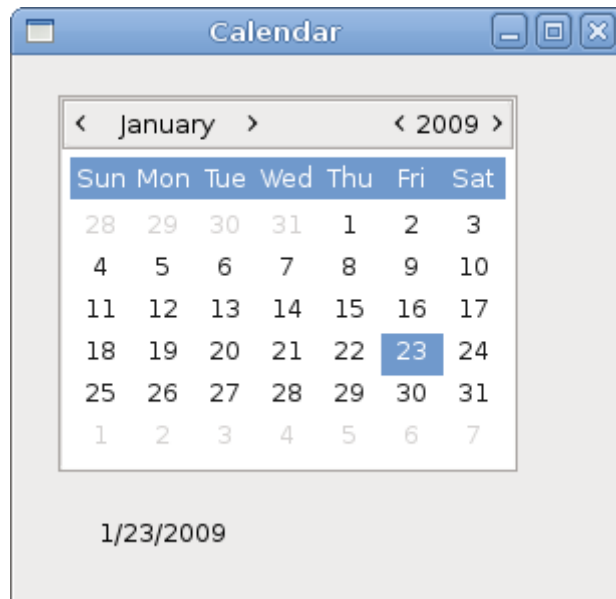 Calendar
< January > < 2009 >
Sun Mon Tue Wed Thu Fri Sat
28 29 30 31 1 2 3
4 5 6 7 8 9 10
11 12 13 14 15 16 17
18 19 20 21 22 23 24
25 26 27 28 29 30 31
1 2 3 4 5 6 7
1/23/2009